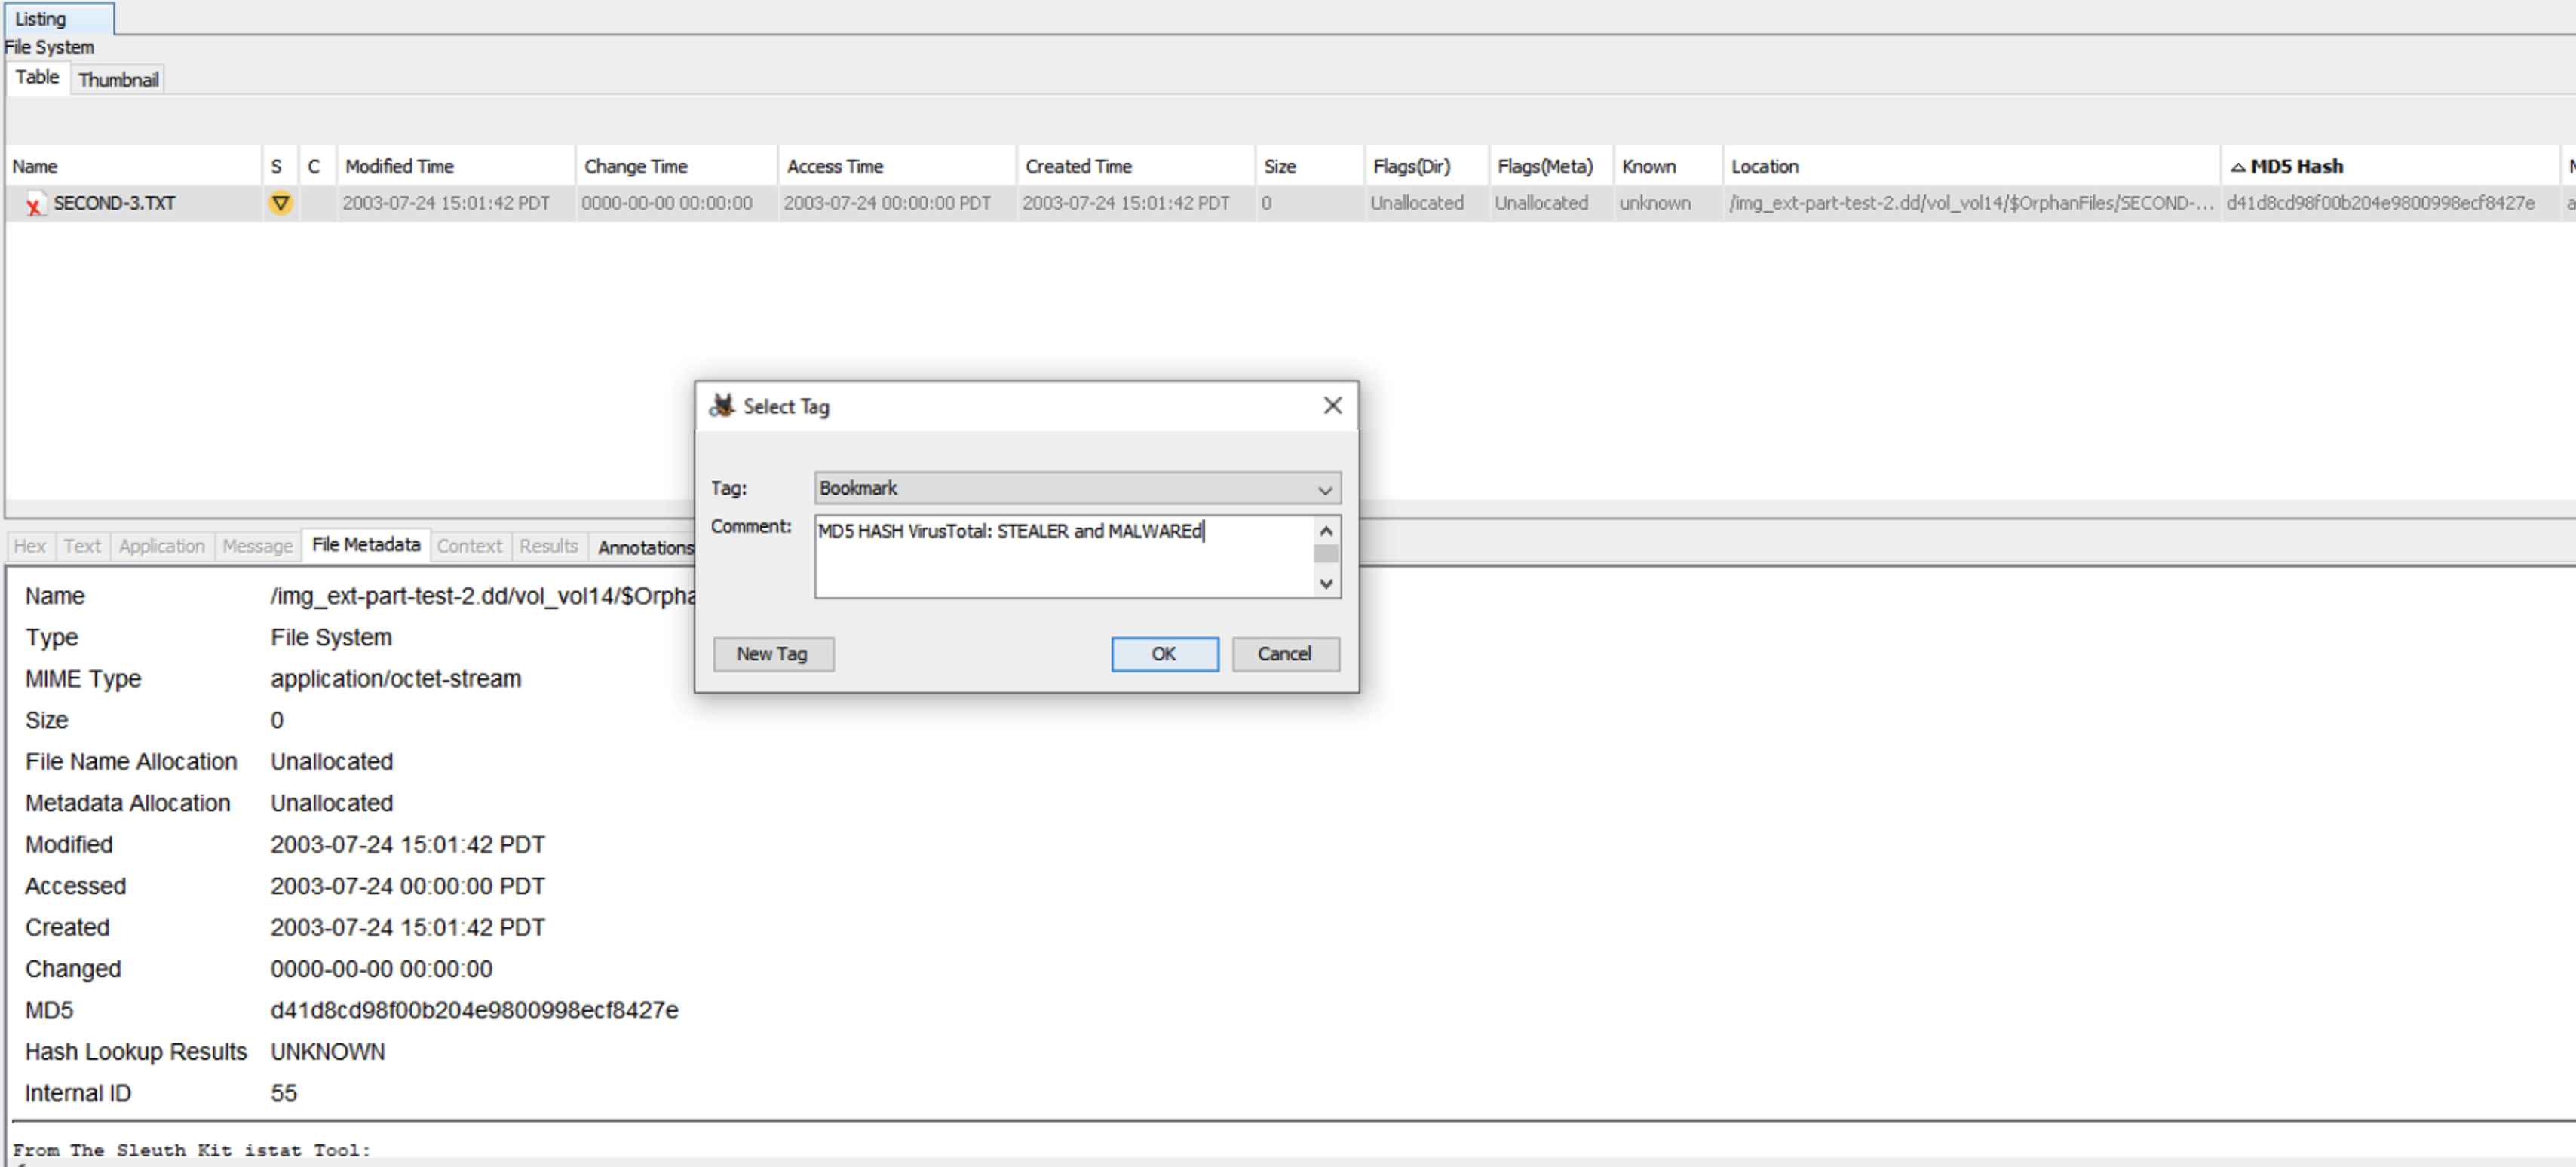 Listing
File System
Table Thumbnail
Name S C Modified Time Change Time Access Time Created Time Size Flags(Dir) Flags(Meta) Known Location MD5 Hash
SECOND-3.TXT 2003-07-24 15:01:42 PDT 0000-00-00 00:00:00 2003-07-24 00:00:00 PDT 2003-07-24 15:01:42 PDT 0 Unallocated Unallocated unknown /img_ext-part-test-2.dd/vol_vol14/$OrphanFiles/SECOND-... d41d8cd98f00b204e9800998ecf8427e
Select Tag
Tag: Bookmark
Comment: MD5 HASH VirusTotal: STEALER and MALWAREd
New Tag OK Cancel
Hex Text Application Message File Metadata Context Results Annotations
Name /img_ext-part-test-2.dd/vol_vol14/$Orpha
Type File System
MIME Type application/octet-stream
Size 0
File Name Allocation Unallocated
Metadata Allocation Unallocated
Modified 2003-07-24 15:01:42 PDT
Accessed 2003-07-24 00:00:00 PDT
Created 2003-07-24 15:01:42 PDT
Changed 0000-00-00 00:00:00
MD5 d41d8cd98f00b204e9800998ecf8427e
Hash Lookup Results UNKNOWN
Internal ID 55
From The Sleuth Kit istat Tool: